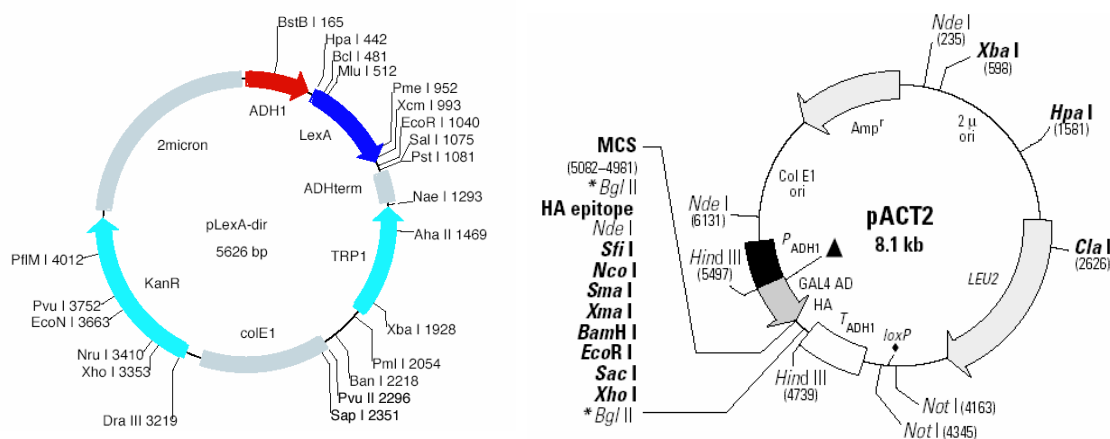 BstB I 165
Hpa I 442
Bcl I 481
Mlu I 512
Pme I 952
Xcm I 993
EcoR I 1040
Sal I 1075
Pst I 1081
Nae I 1293
Aha II 1469
Xba I 1928
Pml I 2054
Ban I 2218
Pvu II 2296
Sap I 2351
Dra III 3219
Xho I 3353
Nru I 3410
EcoN I 3663
Pvu I 3752
PflM I 4012
ADH1
LexA
ADHterm
TRP1
colE1
KanR
2micron
pLexA-dir
5626 bp
Nde I
(235)
Xba I
(598)
Hpa I
(1581)
Cla I
(2626)
Not I (4163)
Not I (4345)
Hind III
(4739)
Hind III
(5497)
Nde I
(6131)
Amp r
2 μ
ori
Col E1
ori
pACT2
8.1 kb
P ADH1 ▲
GAL4 AD
HA
T ADH1
loxP
♦
LEU2
MCS
(5082–4981)
* Bgl II
HA epitope
Nde I
Sfi I
Nco I
Sma I
Xma I
BamH I
EcoR I
Sac I
Xho I
* Bgl II